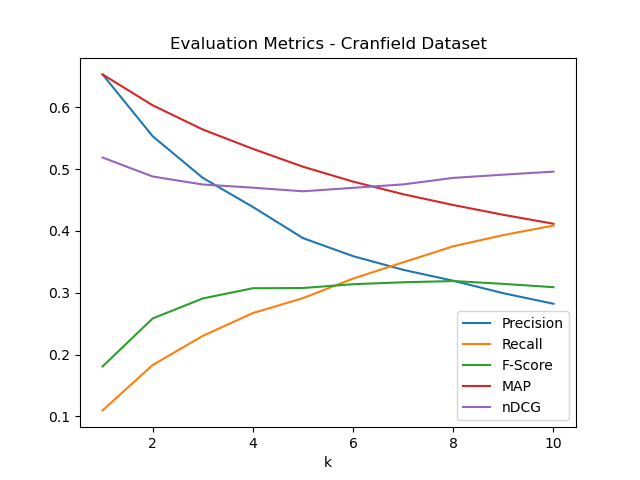 Evaluation Metrics - Cranfield Dataset
0.6
0.5
0.4
0.3
0.2
0.1
Precision
Recall
F-Score
MAP
nDCG
2
4
6
8
10
k